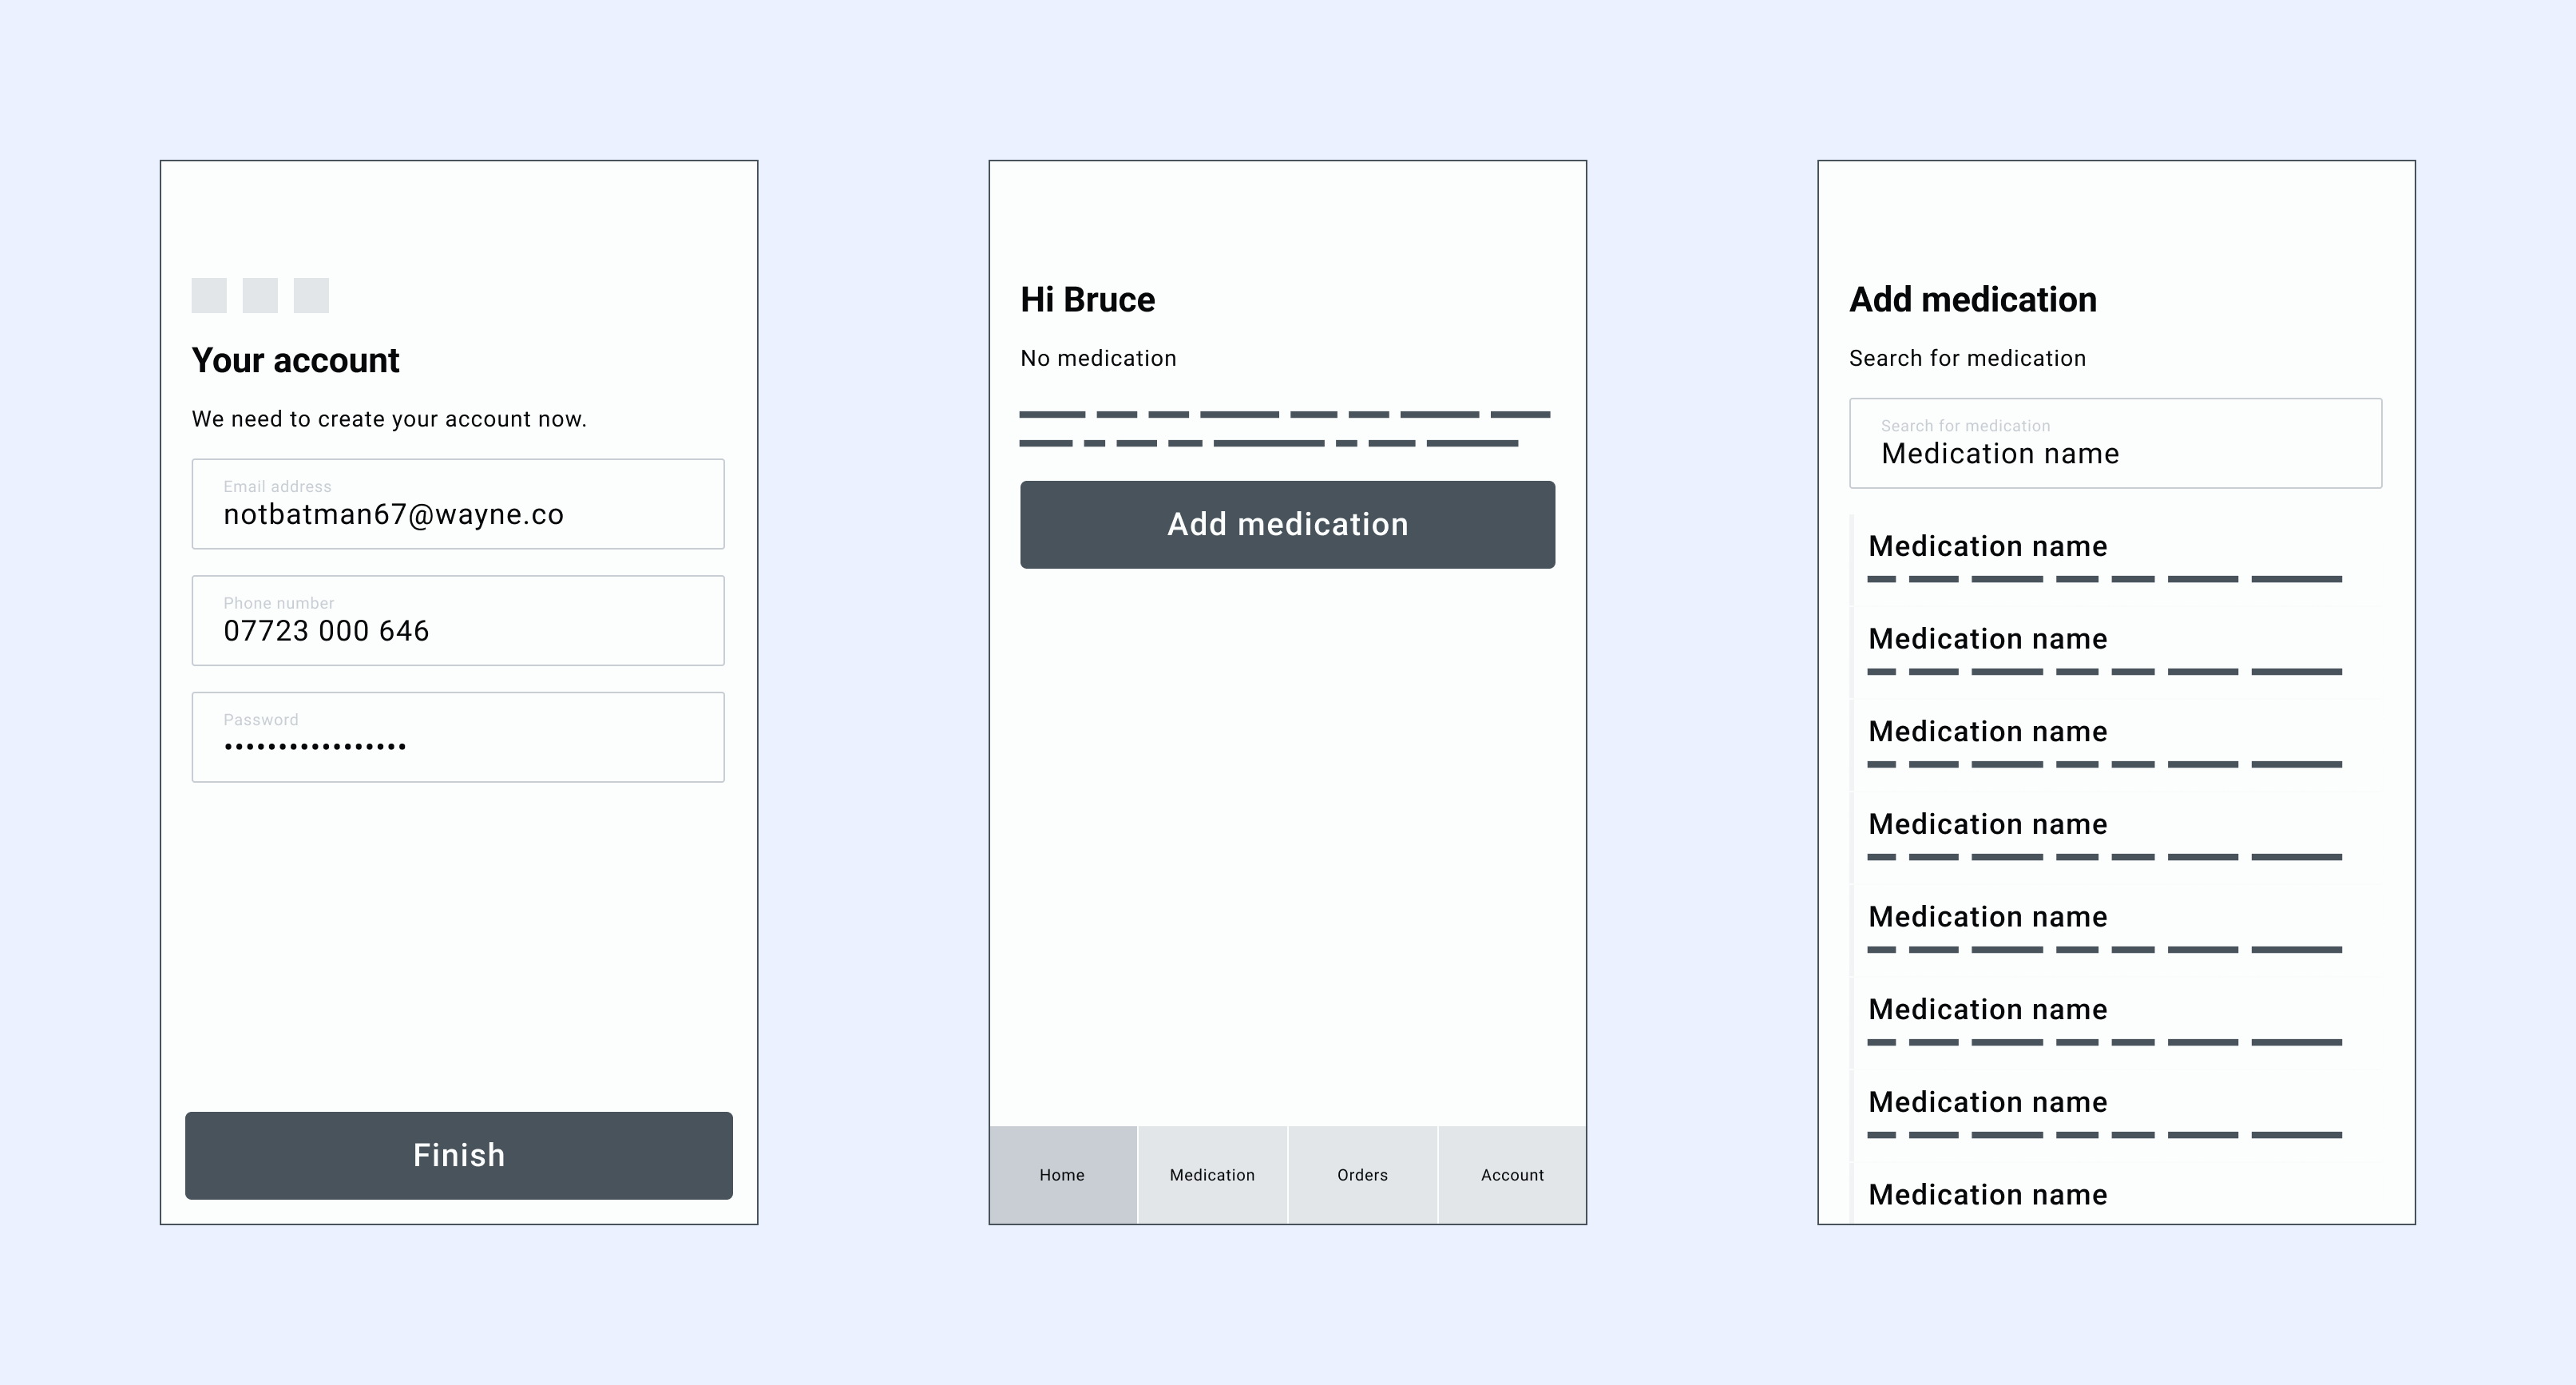 Your account
We need to create your account now.
Email address
notbatman67@wayne.co
Phone number
07723 000 646
Password
•••••••••••••••••
Finish
Hi Bruce
No medication
Add medication
Home
Medication
Orders
Account
Add medication
Search for medication
Search for medication
Medication name
Medication name
Medication name
Medication name
Medication name
Medication name
Medication name
Medication name
Medication name